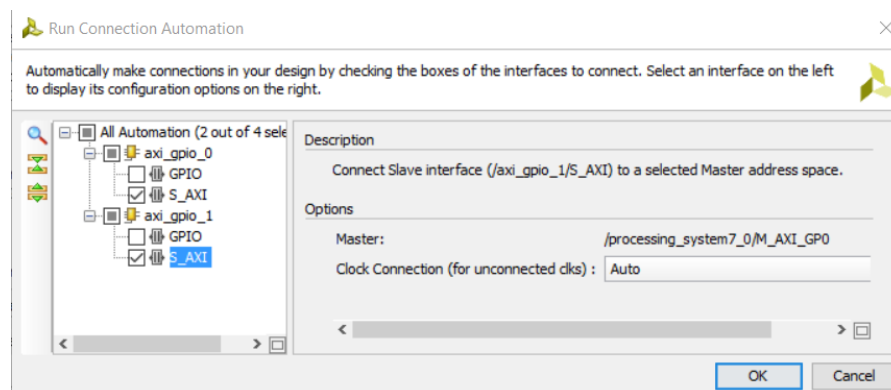 Run Connection Automation
Automatically make connections in your design by checking the boxes of the interfaces to connect. Select an interface on the left
to display its configuration options on the right.
All Automation (2 out of 4 sele
axi_gpio_0
GPIO
S_AXI
axi_gpio_1
GPIO
S_AXI
Description
Connect Slave interface (/axi_gpio_1/S_AXI) to a selected Master address space.
Options
Master: /processing_system7_0/M_AXI_GP0
Clock Connection (for unconnected clks) : Auto
OK Cancel